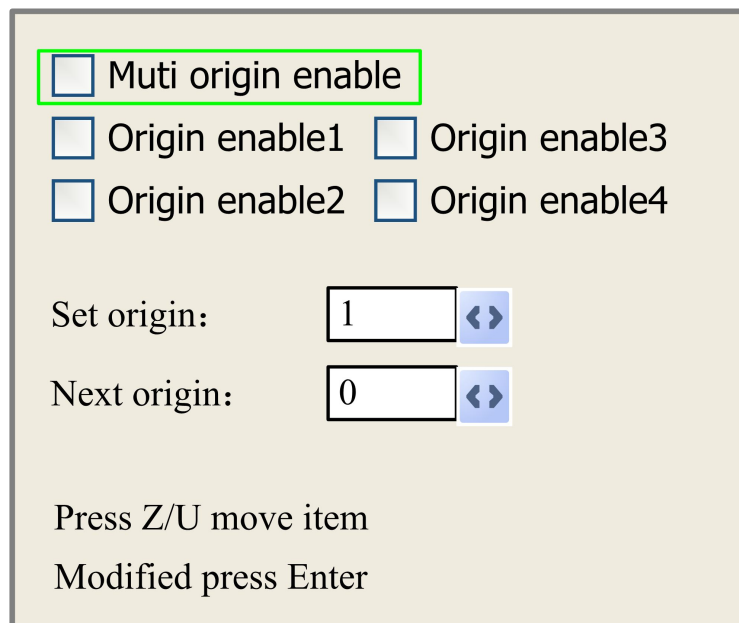 Muti origin enable
Origin enable1 Origin enable3
Origin enable2 Origin enable4
Set origin： 1
Next origin： 0
Press Z/U move item
Modified press Enter